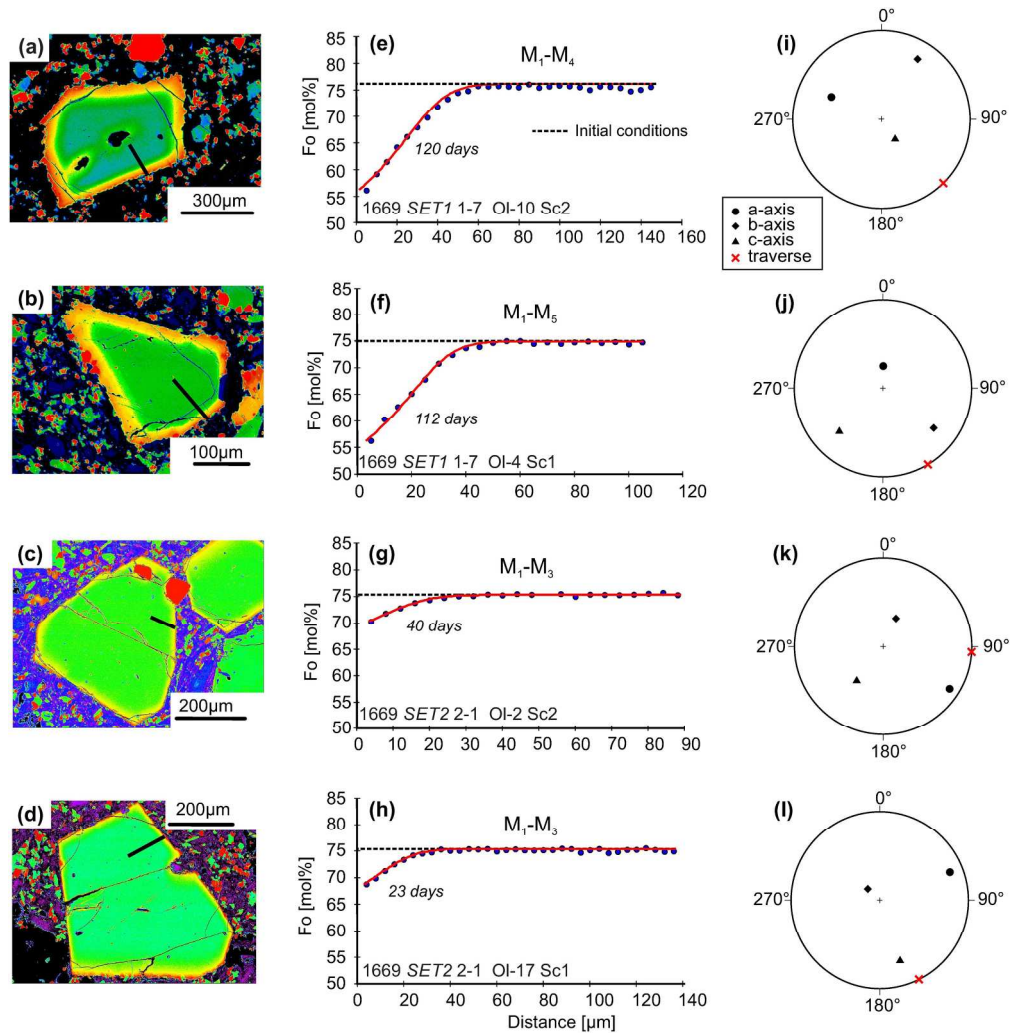 (a)
300µm
(e)
M₁-M₄
Fo [mol%]
85
80
75
70
65
60
55
50
Initial conditions
120 days
1669 SET1 1-7 Ol-10 Sc2
0 20 40 60 80 100 120 140 160
(i)
0°
270°
90°
180°
a-axis
b-axis
c-axis
traverse
(b)
100µm
(f)
M₁-M₅
Fo [mol%]
85
80
75
70
65
60
55
50
112 days
1669 SET1 1-7 Ol-4 Sc1
0 20 40 60 80 100 120
(j)
0°
270°
90°
180°
(c)
200µm
(g)
M₁-M₃
Fo [mol%]
85
80
75
70
65
60
55
50
40 days
1669 SET2 2-1 Ol-2 Sc2
0 10 20 30 40 50 60 70 80 90
(k)
0°
270°
90°
180°
(d)
200µm
(h)
M₁-M₃
Fo [mol%]
85
80
75
70
65
60
55
50
23 days
1669 SET2 2-1 Ol-17 Sc1
0 20 40 60 80 100 120 140
Distance [µm]
(l)
0°
270°
90°
180°